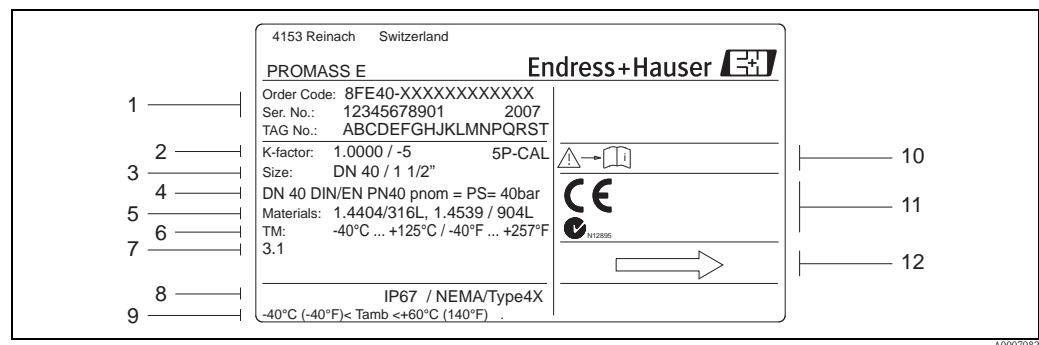 4153 Reinach Switzerland
PROMASS E
Endress+Hauser
1
Order Code: 8FE40-XXXXXXXXXXXX
Ser. No.: 12345678901 2007
TAG No.: ABCDEFGHJKLMNPQRST
2
K-factor: 1.0000 / -5 5P-CAL
i
10
3
Size: DN 40 / 1 1/2”
4
DN 40 DIN/EN PN40 pnom = PS= 40bar
CE
11
5
Materials: 1.4404/316L, 1.4539 / 904L
6
TM: -40°C ... +125°C / -40°F ... +257°F
N12895
7
3.1
12
8
IP67 / NEMA/Type4X
9
-40°C (-40°F)< Tamb <+60°C (140°F)
A0007082